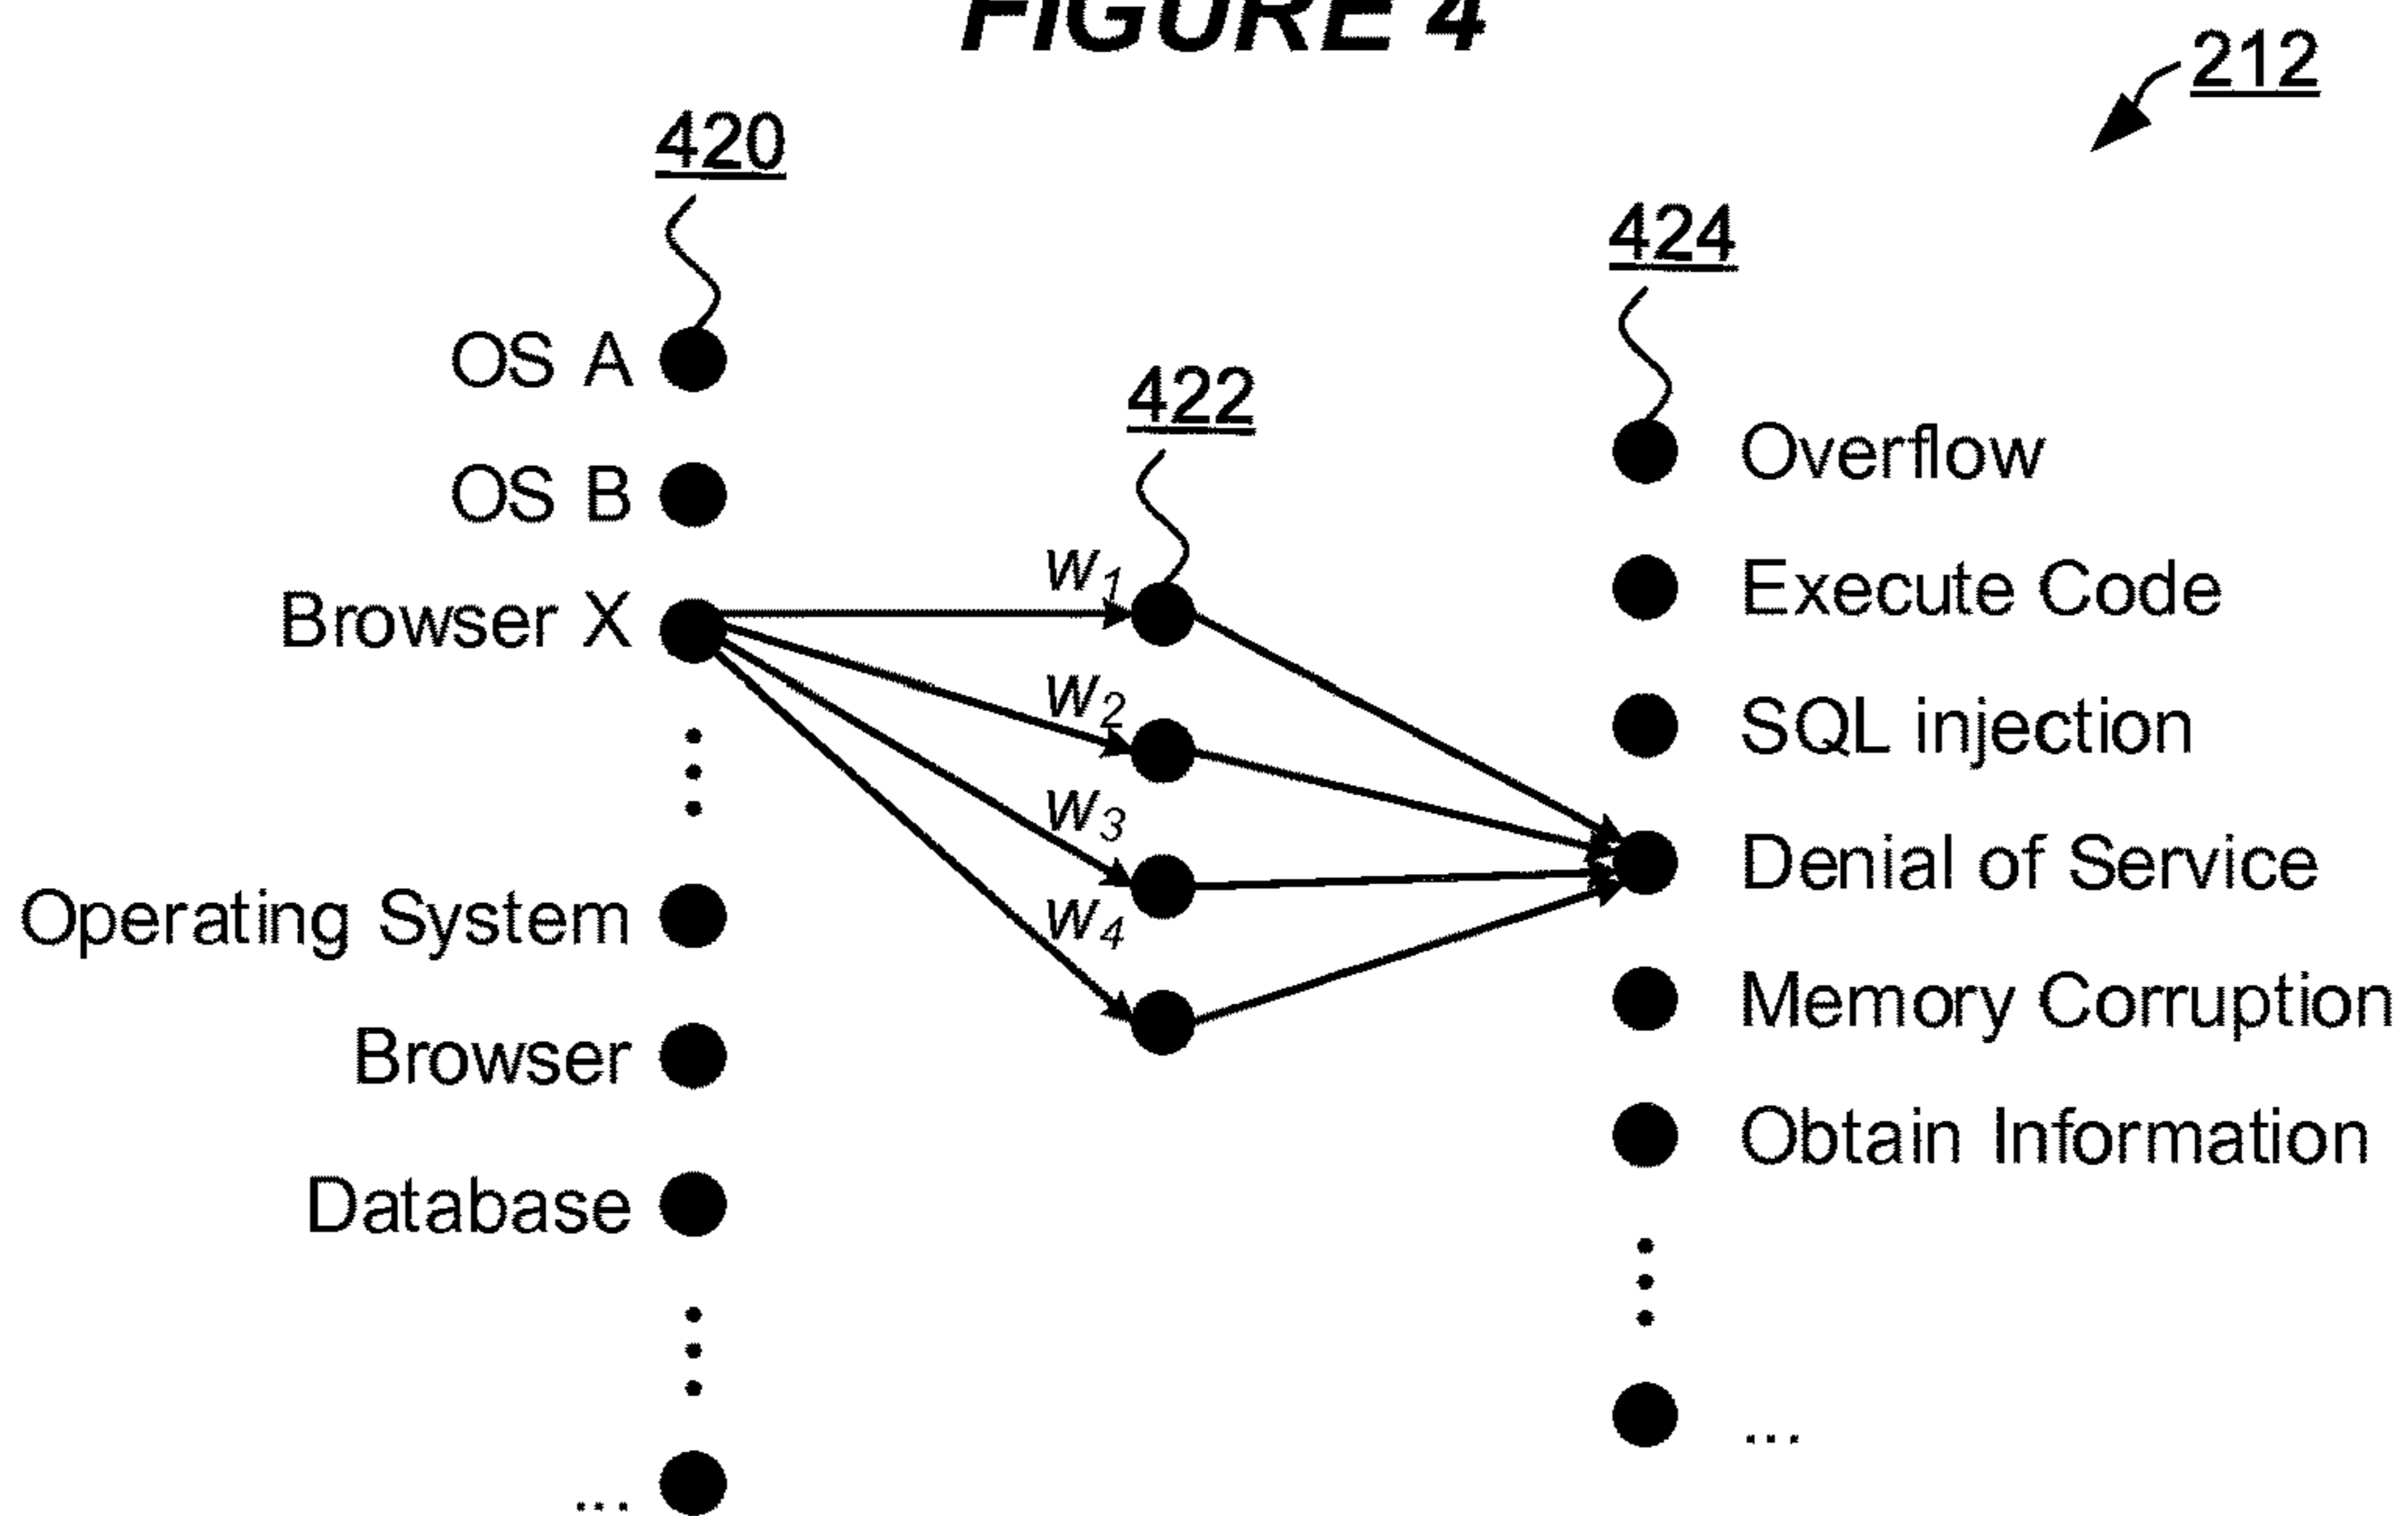 FIGURE 4
212
420
424
OS A
422
Overflow
OS B
w1
Execute Code
Browser X
w2
SQL injection
w3
Denial of Service
Operating System
w4
Memory Corruption
Browser
Obtain Information
Database
...
...